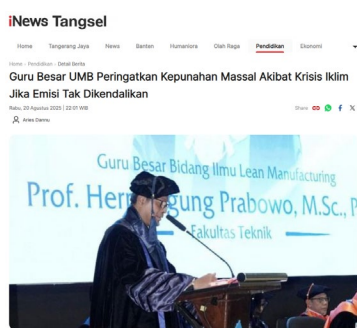 iNews Tangsel
Home Tangerang Jaya News Banten Humaniora Olah Raga Pendidikan Ekonomi
Home › Pendidikan › Detail Berita
Guru Besar UMB Peringatkan Kepunahan Massal Akibat Krisis Iklim
Jika Emisi Tak Dikendalikan
Rabu, 20 Agustus 2025 | 22:01 WIB
Share
Aries Dannu
Guru Besar Bidang Ilmu Lean Manufacturing
Prof. Her Agung Prabowo, M.Sc., P
Fakultas Teknik